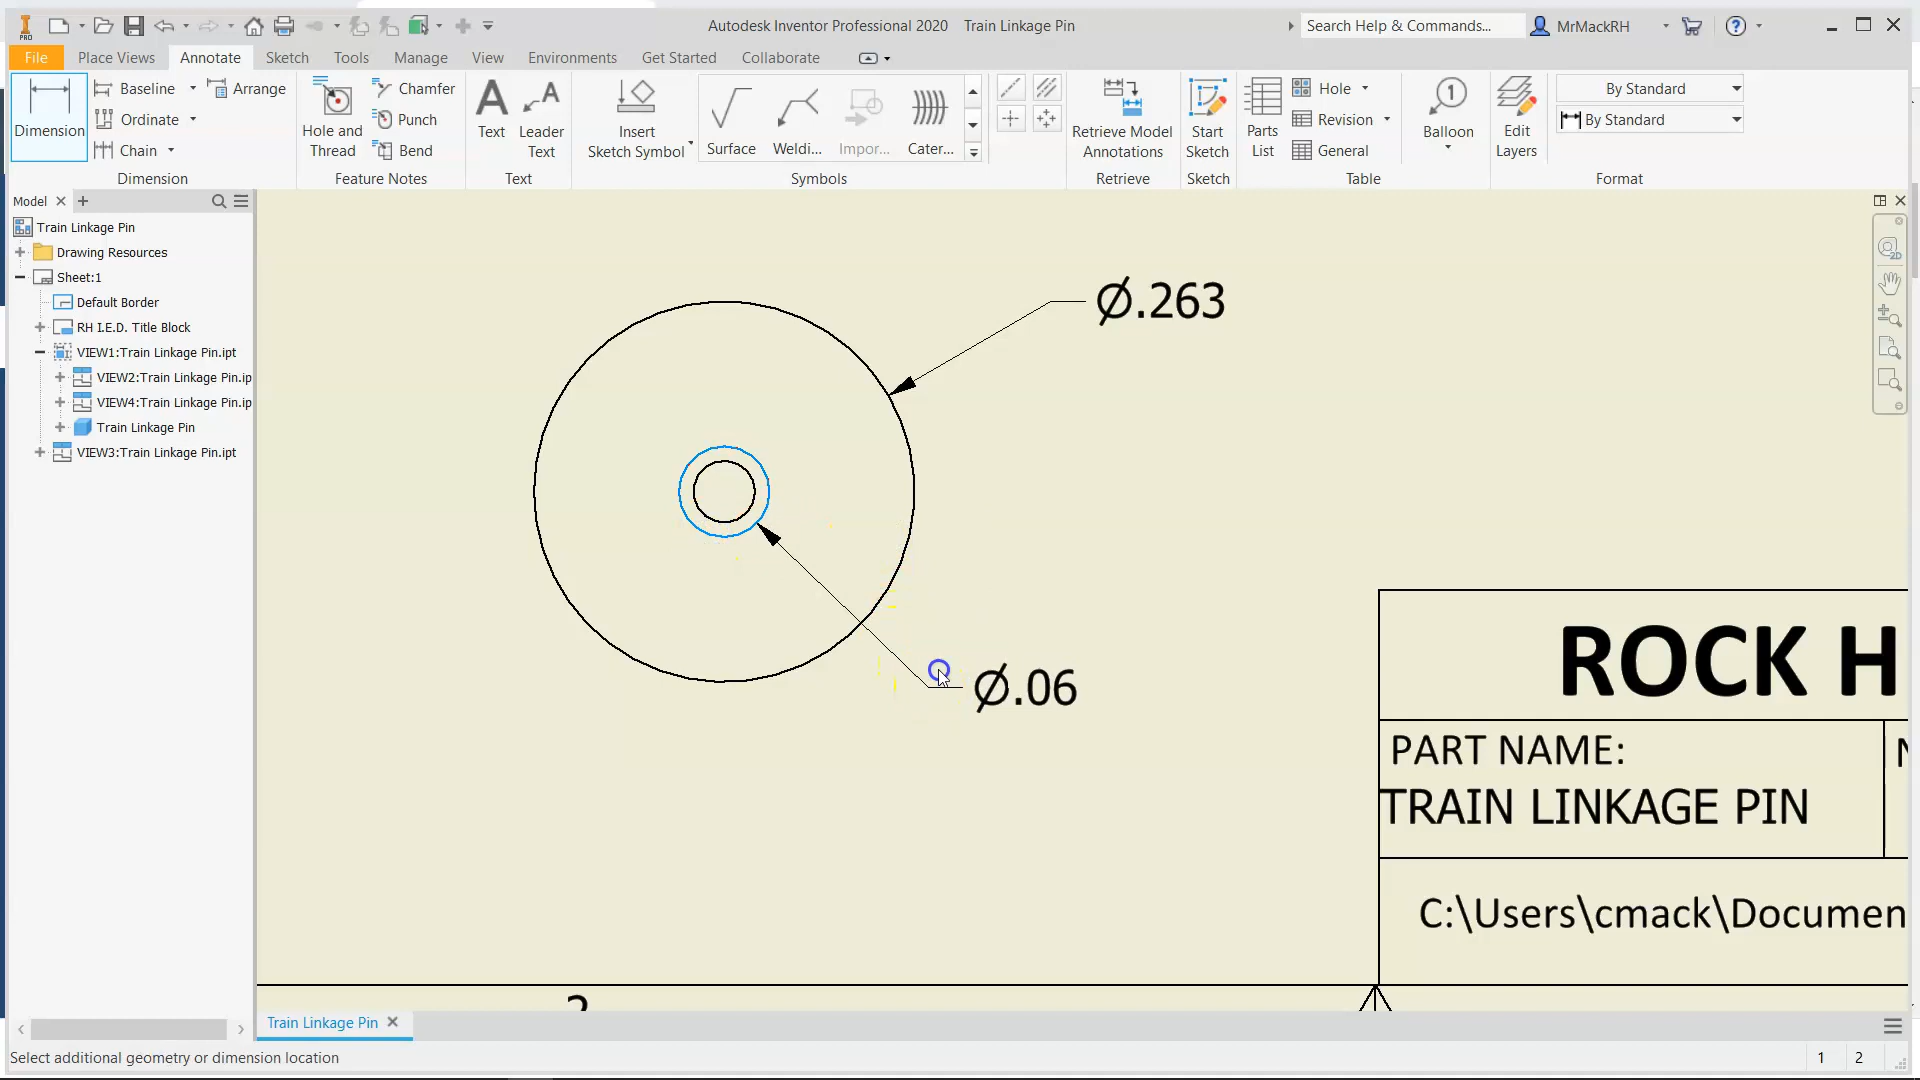 Autodesk Inventor Professional 2020 Train Linkage Pin
Search Help & Commands...
MrMackRH
File Place Views Annotate Sketch Tools Manage View Environments Get Started Collaborate
Dimension
Baseline
Ordinate
Chain
Arrange
Dimension
Hole and Thread
Chamfer
Punch
Bend
Feature Notes
Text
Leader Text
Text
Insert Sketch Symbol
Surface
Weldi...
Impor...
Cater...
Symbols
Retrieve Model Annotations
Retrieve
Start Sketch
Sketch
Parts List
Hole
Revision
General
Table
Balloon
Edit Layers
By Standard
By Standard
Format
Model
Train Linkage Pin
Drawing Resources
Sheet:1
Default Border
RH I.E.D. Title Block
VIEW1:Train Linkage Pin.ipt
VIEW2:Train Linkage Pin.ip
VIEW4:Train Linkage Pin.ip
Train Linkage Pin
VIEW3:Train Linkage Pin.ipt
Ø.263
Ø.06
ROCK H
PART NAME:
TRAIN LINKAGE PIN
C:\Users\cmack\Documen
2
Train Linkage Pin
Select additional geometry or dimension location
1 2